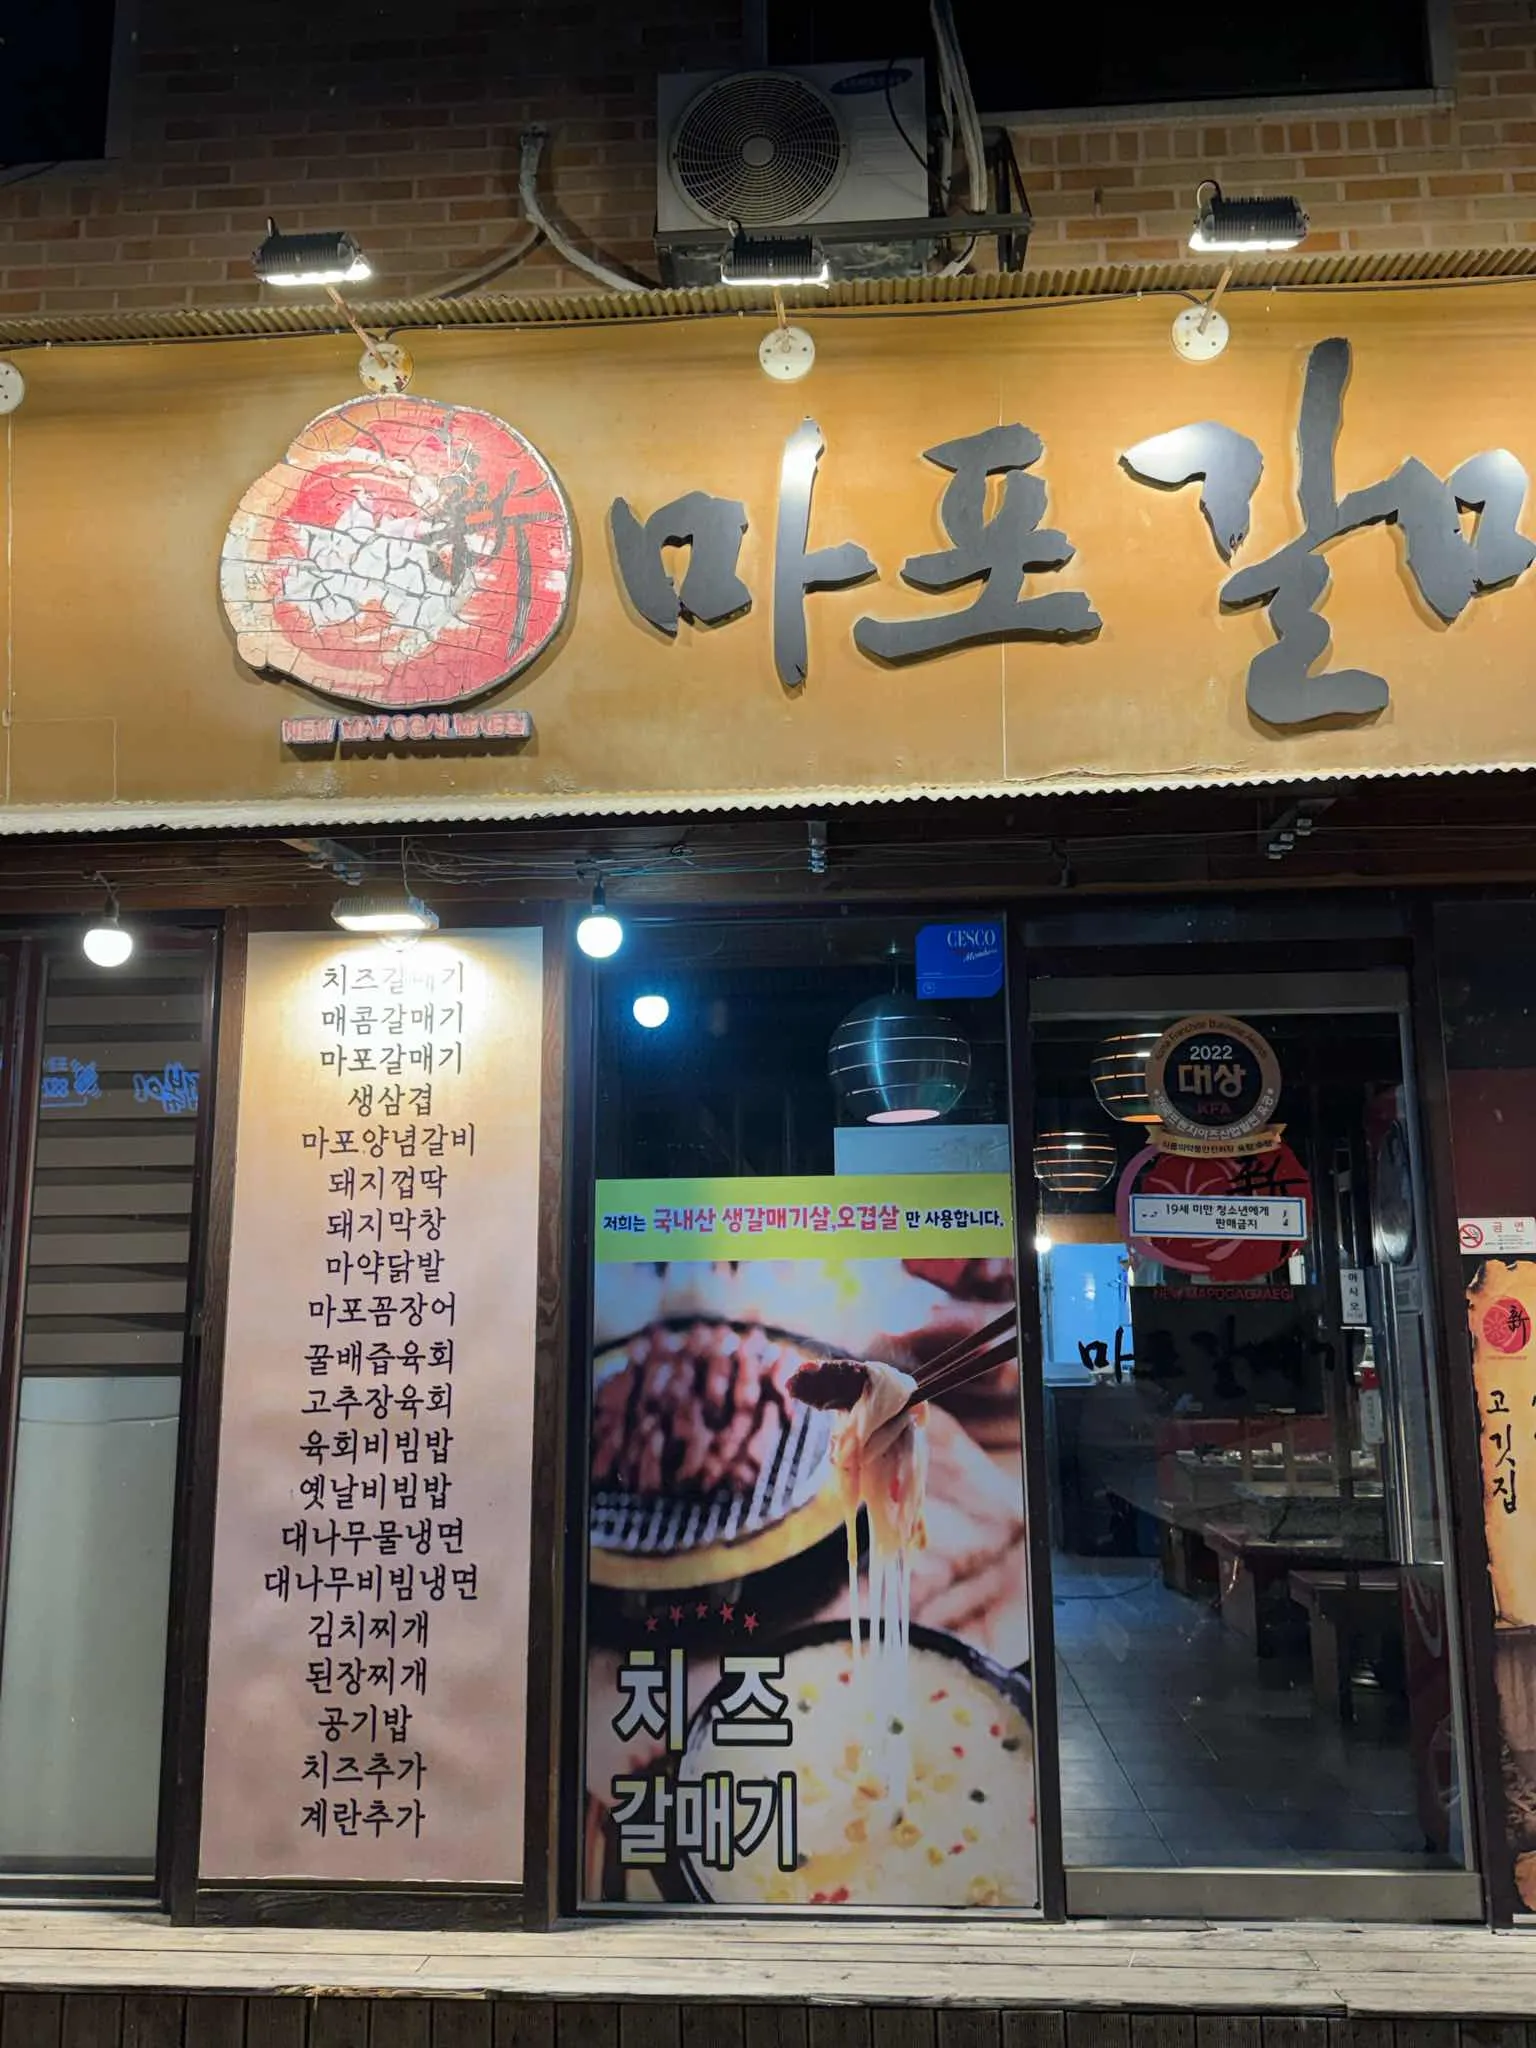 SAMSUNG
新
마포갈매
NEW MAPOGALMAEGI
치즈갈매기
매콤갈매기
마포갈매기
생삼겹
마포양념갈비
돼지껍딱
돼지막창
마약닭발
마포꼼장어
꿀배즙육회
고추장육회
육회비빔밥
옛날비빔밥
대나무물냉면
대나무비빔냉면
김치찌개
된장찌개
공기밥
치즈추가
계란추가
CESCO
Members
저희는 국내산 생갈매기살,오겹살 만 사용합니다.
치즈
갈매기
2022
대상
KFA
新
19세 미만 청소년에게
판매금지
NEW MAPOGALMAEGI
마포갈매기
금연
新
고깃집